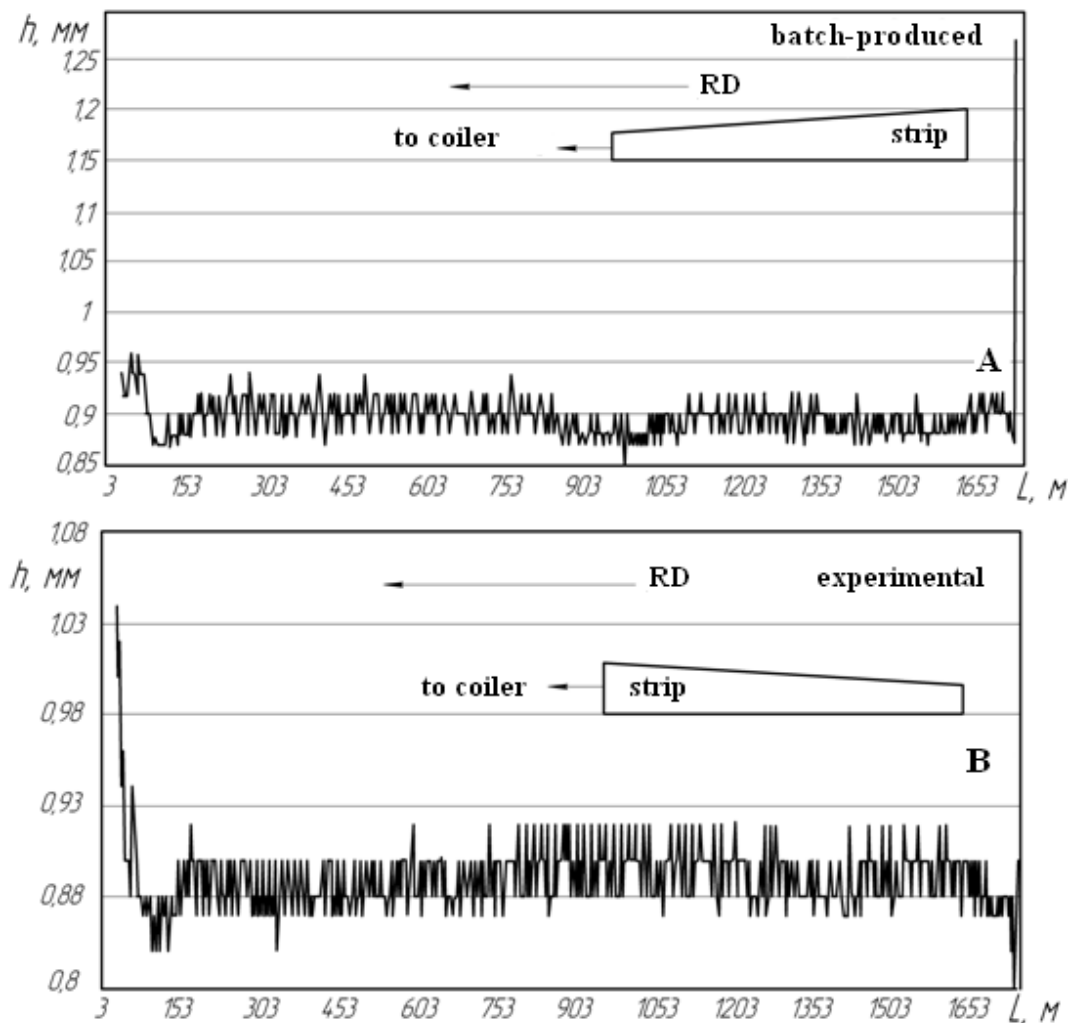 h, мм
batch-produced
1,25
RD
1,2
to coiler
strip
1,15
1,1
1,05
1
0,95
A
0,9
0,85
3 153 303 453 603 753 903 1053 1203 1353 1503 1653 L, м
1,08
h, мм
RD
experimental
1,03
to coiler
strip
0,98
B
0,93
0,88
0,8
3 153 303 453 603 753 903 1053 1203 1353 1503 1653 L, м